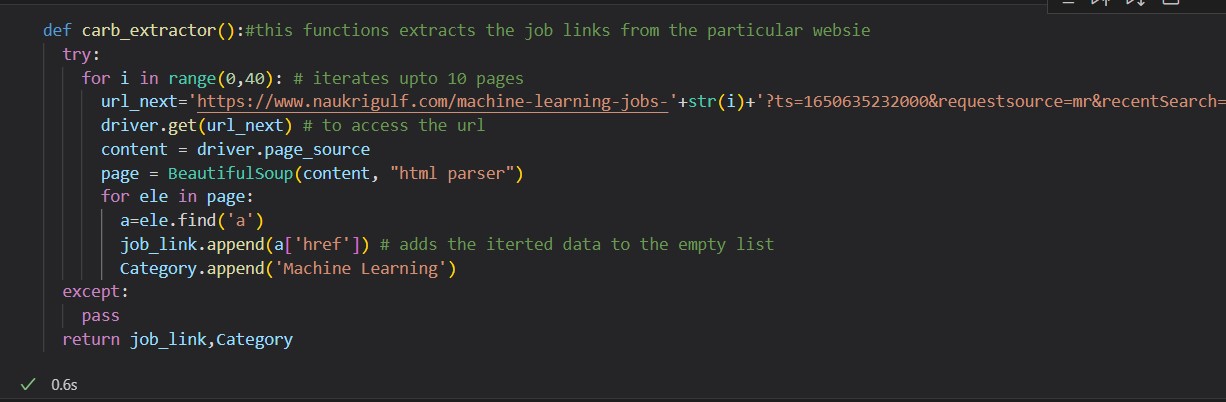 def carb_extractor():#this functions extracts the job links from the particular websie
try:
for i in range(0,40): # iterates upto 10 pages
url_next='https://www.naukrigulf.com/machine-learning-jobs-'+str(i)+'?ts=1650635232000&requestsource=mr&recentSearch=
driver.get(url_next) # to access the url
content = driver.page_source
page = BeautifulSoup(content, "html parser")
for ele in page:
a=ele.find('a')
job_link.append(a['href']) # adds the iterted data to the empty list
Category.append('Machine Learning')
except:
pass
return job_link,Category
0.6s